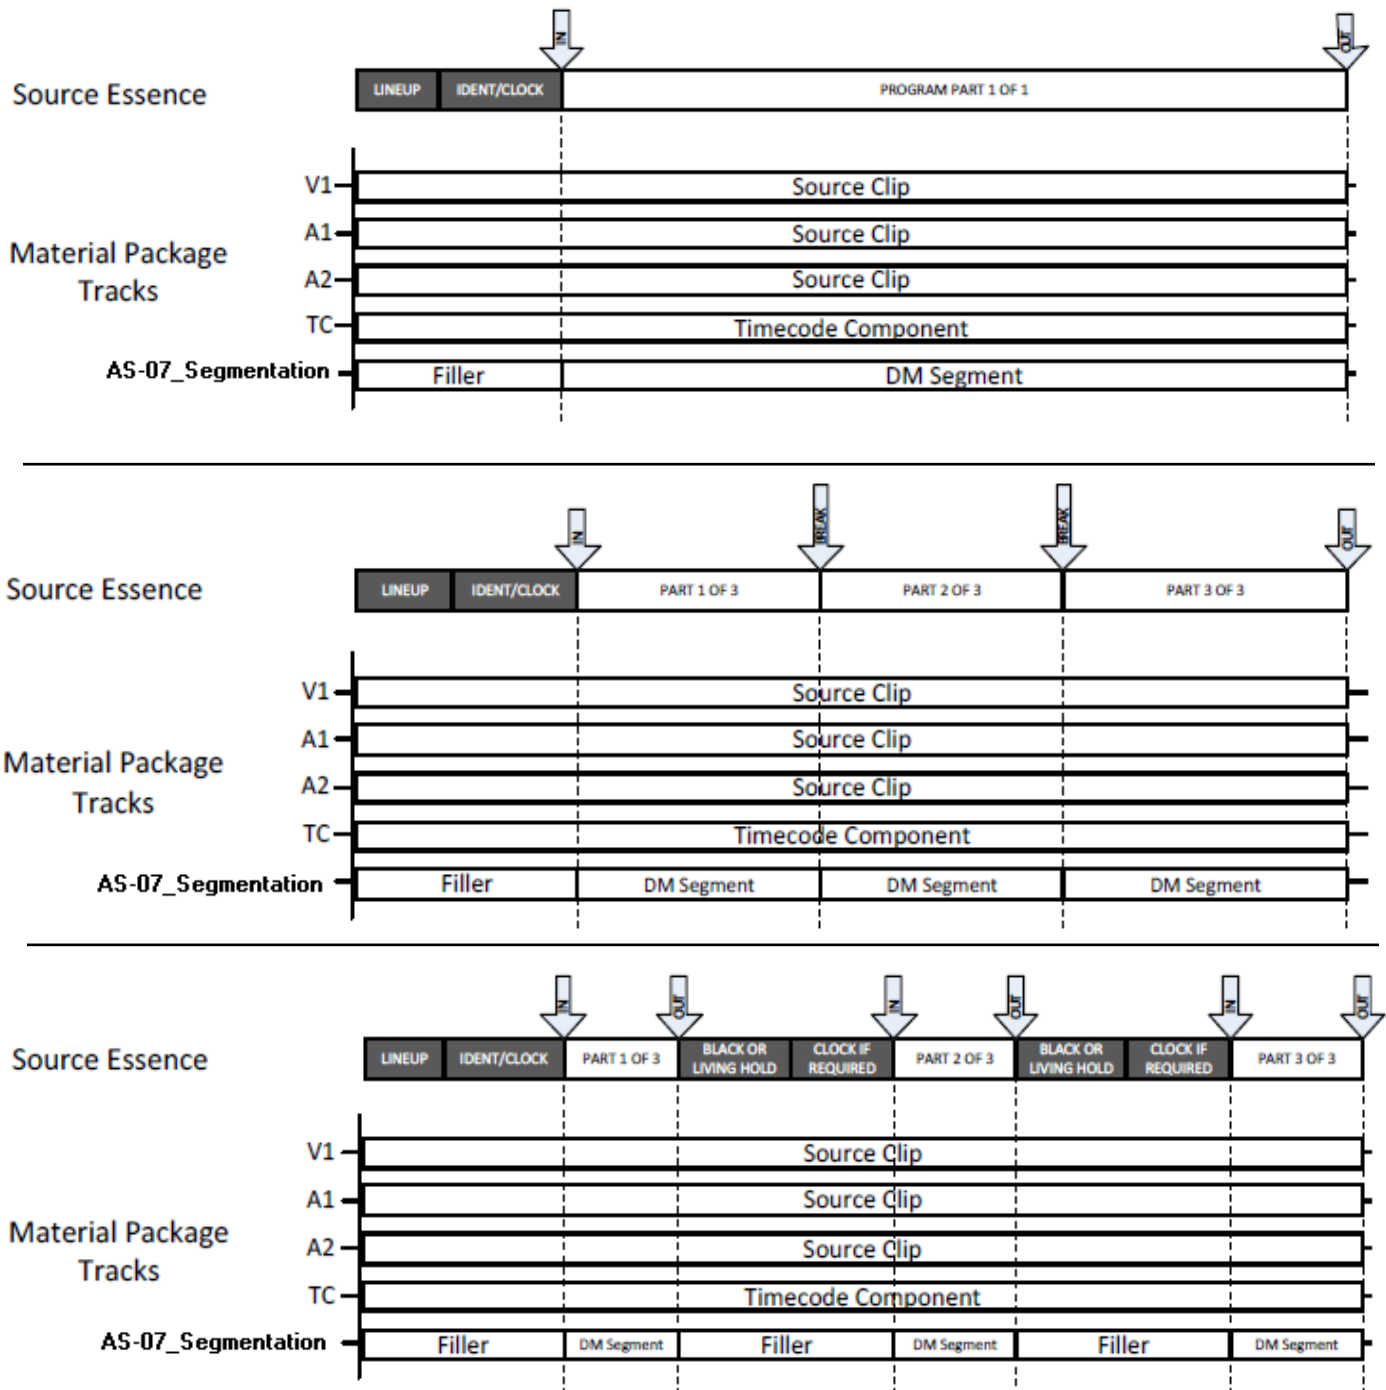 IN
OUT
Source Essence
LINEUP
IDENT/CLOCK
PROGRAM PART 1 OF 1
V1
Source Clip
A1
Source Clip
Material Package
Tracks
A2
Source Clip
TC
Timecode Component
AS-07_Segmentation
Filler
DM Segment
IN
BREAK
BREAK
OUT
Source Essence
LINEUP
IDENT/CLOCK
PART 1 OF 3
PART 2 OF 3
PART 3 OF 3
V1
Source Clip
A1
Source Clip
Material Package
Tracks
A2
Source Clip
TC
Timecode Component
AS-07_Segmentation
Filler
DM Segment
DM Segment
DM Segment
IN
OUT
IN
OUT
IN
OUT
Source Essence
LINEUP
IDENT/CLOCK
PART 1 OF 3
BLACK OR
LIVING HOLD
CLOCK IF
REQUIRED
PART 2 OF 3
BLACK OR
LIVING HOLD
CLOCK IF
REQUIRED
PART 3 OF 3
V1
Source Clip
A1
Source Clip
Material Package
Tracks
A2
Source Clip
TC
Timecode Component
AS-07_Segmentation
Filler
DM Segment
Filler
DM Segment
Filler
DM Segment